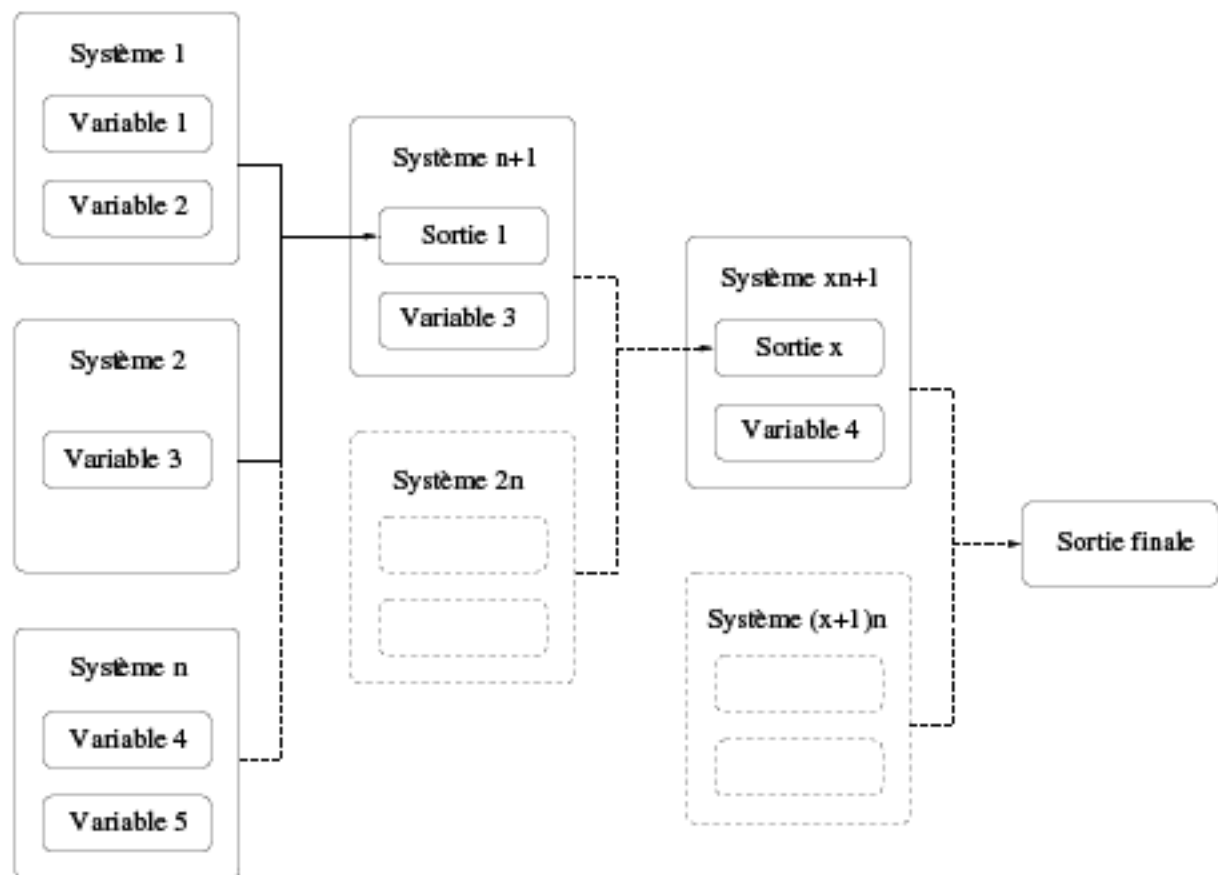 Système 1
Variable 1
Variable 2
Système 2
Variable 3
Système n
Variable 4
Variable 5
Système n+1
Sortie 1
Variable 3
Système 2n
Système xn+1
Sortie x
Variable 4
Système (x+1)n
Sortie finale